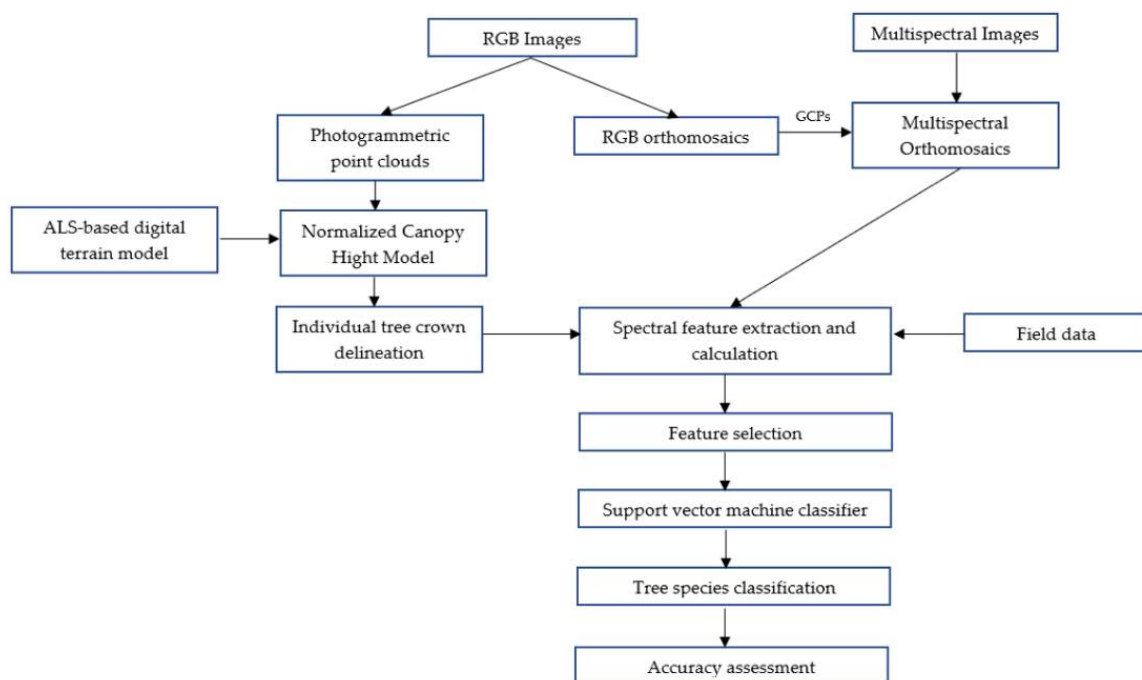 RGB Images
Multispectral Images
Photogrammetric
point clouds
RGB orthomosaics
GCPs
Multispectral
Orthomosaics
ALS-based digital
terrain model
Normalized Canopy
Hight Model
Individual tree crown
delineation
Spectral feature extraction and
calculation
Field data
Feature selection
Support vector machine classifier
Tree species classification
Accuracy assessment